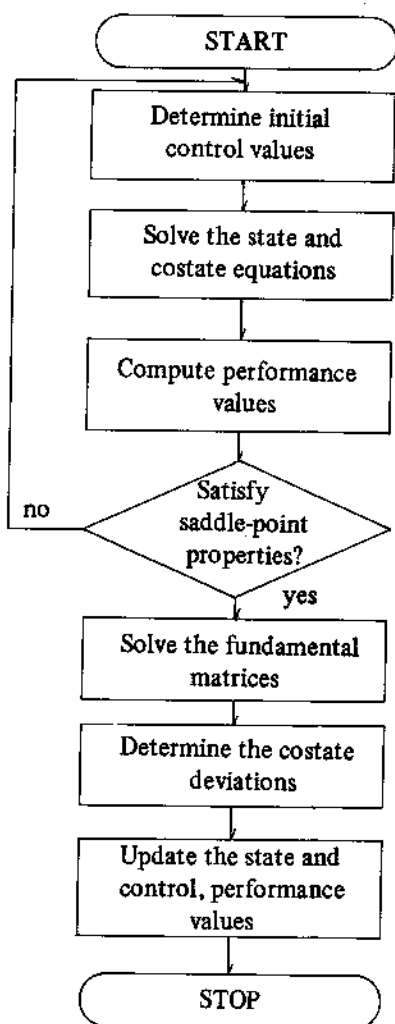 START
Determine initial
control values
Solve the state and
costate equations
Compute performance
values
Satisfy
saddle-point
properties?
no
yes
Solve the fundamental
matrices
Determine the costate
deviations
Update the state and
control, performance
values
STOP